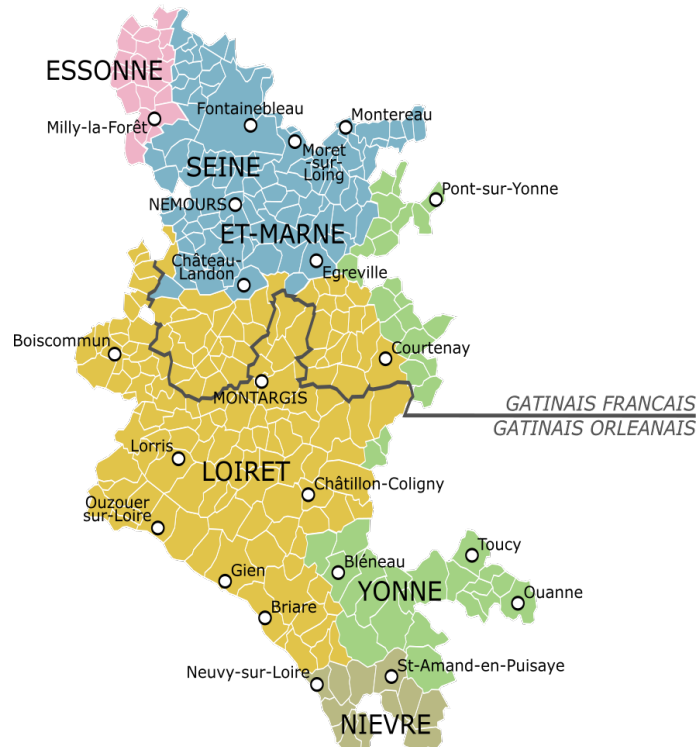 ESSONNE
Fontainebleau
Montereau
Milly-la-Forêt
Moret
-sur-
Loing
SEINE
Pont-sur-Yonne
NEMOURS
ET-MARNE
Château-
Landon
Egreville
Boiscommun
Courtenay
MONTARGIS
GATINAIS FRANCAIS
GATINAIS ORLEANAIS
Lorris
LOIRET
Châtillon-Coligny
Ouzouer
sur-Loire
Toucy
Bléneau
Gien
YONNE
Ouanne
Briare
St-Amand-en-Puisaye
Neuvy-sur-Loire
NIEVRE